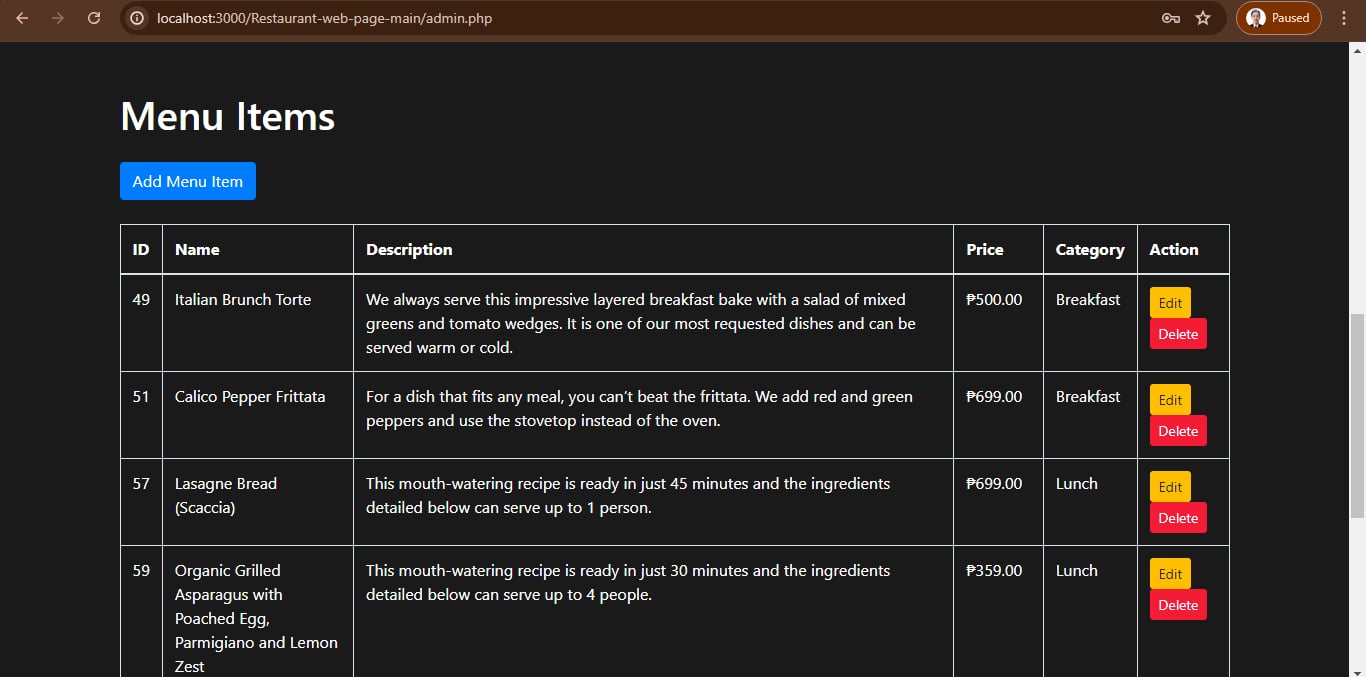 localhost:3000/Restaurant-web-page-main/admin.php
Paused
Menu Items
Add Menu Item
ID Name Description Price Category Action
49 Italian Brunch Torte We always serve this impressive layered breakfast bake with a salad of mixed ₱500.00 Breakfast Edit
greens and tomato wedges. It is one of our most requested dishes and can be Delete
served warm or cold.
51 Calico Pepper Frittata For a dish that fits any meal, you can’t beat the frittata. We add red and green ₱699.00 Breakfast Edit
peppers and use the stovetop instead of the oven. Delete
57 Lasagne Bread This mouth-watering recipe is ready in just 45 minutes and the ingredients ₱699.00 Lunch Edit
(Scaccia) detailed below can serve up to 1 person. Delete
59 Organic Grilled This mouth-watering recipe is ready in just 30 minutes and the ingredients ₱359.00 Lunch Edit
Asparagus with detailed below can serve up to 4 people. Delete
Poached Egg,
Parmigiano and Lemon
Zest